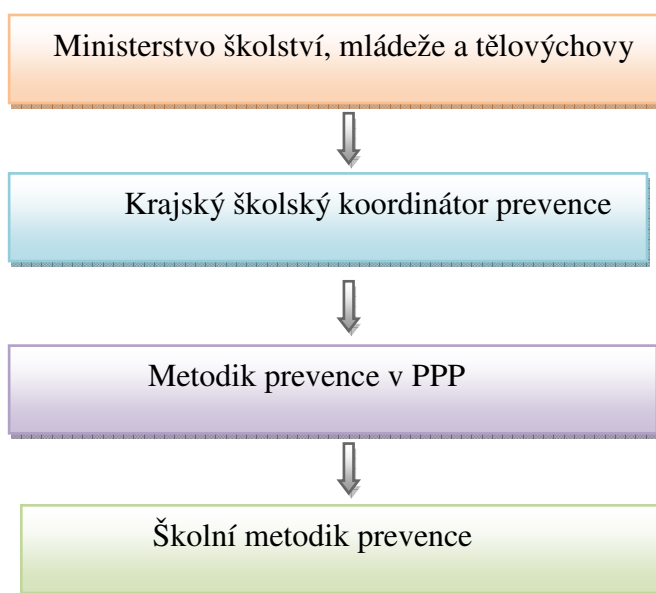 Ministerstvo školství, mládeže a tělovýchovy
Krajský školský koordinátor prevence
Metodik prevence v PPP
Školní metodik prevence